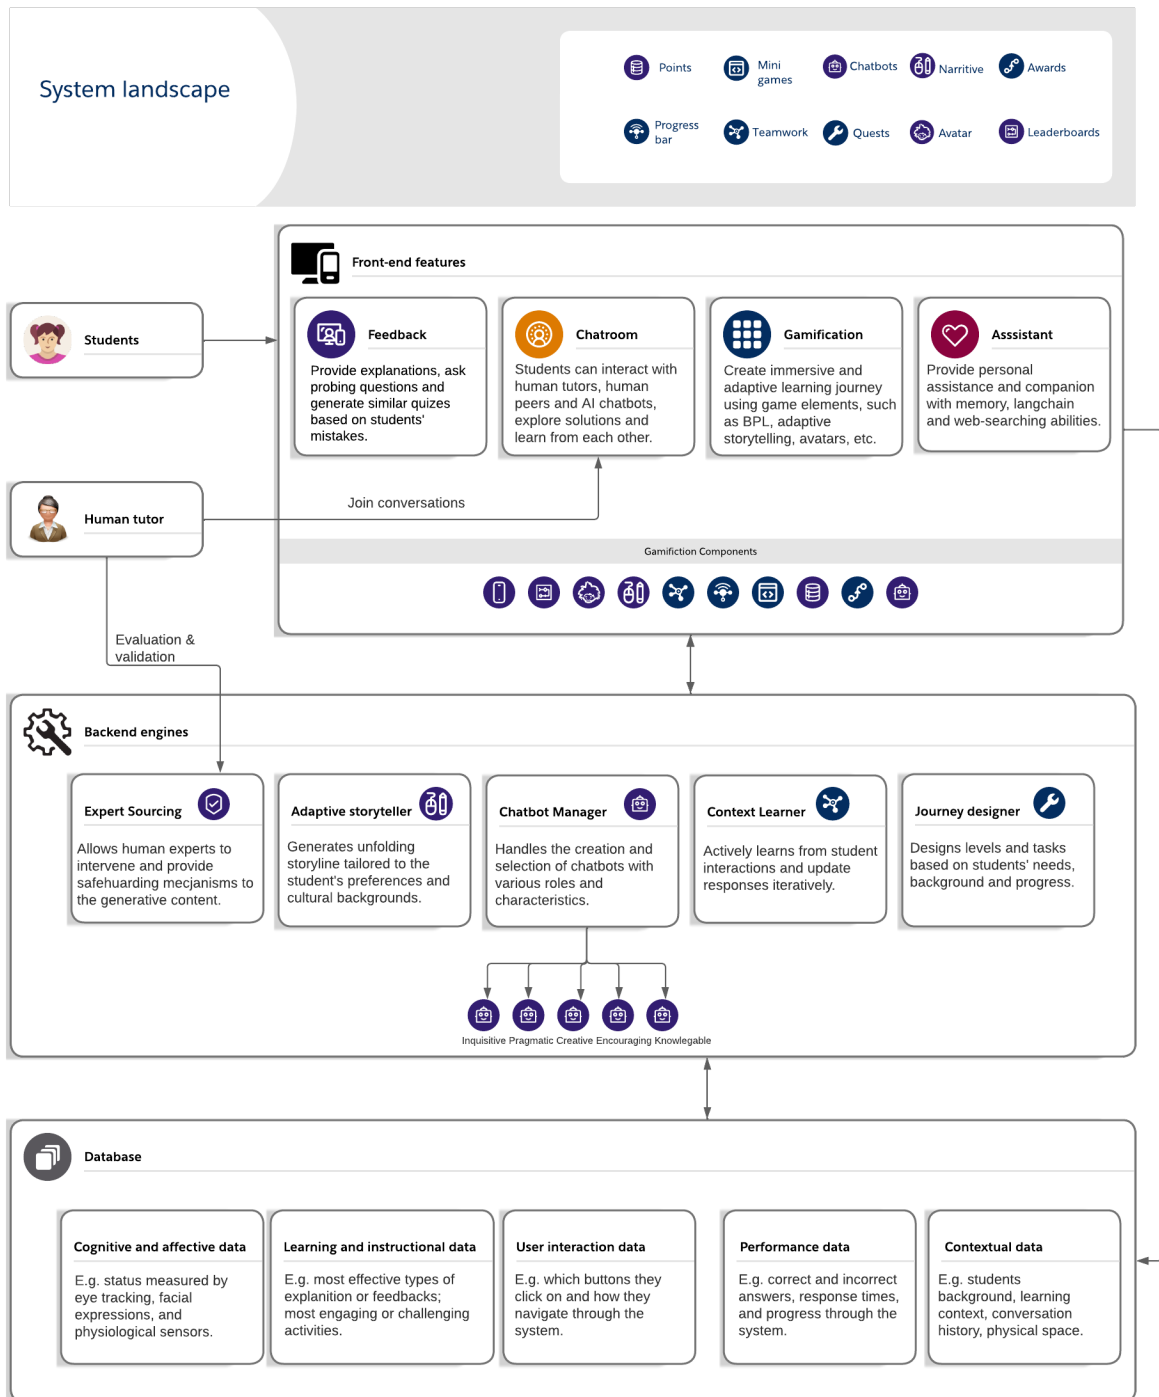 System landscape
Points
Mini
games
Chatbots
Narritive
Awards
Progress
bar
Teamwork
Quests
Avatar
Leaderboards
Front-end features
Students
Feedback
Provide explanations, ask
probing questions and
generate similar quizes
based on students'
mistakes.
Chatroom
Students can interact with
human tutors, human
peers and AI chatbots,
explore solutions and
learn from each other.
Gamification
Create immersive and
adaptive learning journey
using game elements, such
as BPL, adaptive
storytelling, avatars, etc.
Asssistant
Provide personal
assistance and companion
with memory, langchain
and web-searching abilities.
Human tutor
Join conversations
Gamifiction Components
Evaluation &
validation
Backend engines
Expert Sourcing
Allows human experts to
intervene and provide
safehuarding mecjanisms to
the generative content.
Adaptive storyteller
Generates unfolding
storyline tailored to the
student's preferences and
cultural backgrounds.
Chatbot Manager
Handles the creation and
selection of chatbots with
various roles and
characteristics.
Context Learner
Actively learns from student
interactions and update
responses iteratively.
Journey designer
Designs levels and tasks
based on students' needs,
background and progress.
Inquisitive Pragmatic Creative Encouraging Knowlegable
Database
Cognitive and affective data
E.g. status measured by
eye tracking, facial
expressions, and
physiological sensors.
Learning and instructional data
E.g. most effective types of
explanition or feedbacks;
most engaging or challenging
activities.
User interaction data
E.g. which buttons they
click on and how they
navigate through the
system.
Performance data
E.g. correct and incorrect
answers, response times,
and progress through the
system.
Contextual data
E.g. students
background, learning
context, conversation
history, physical space.